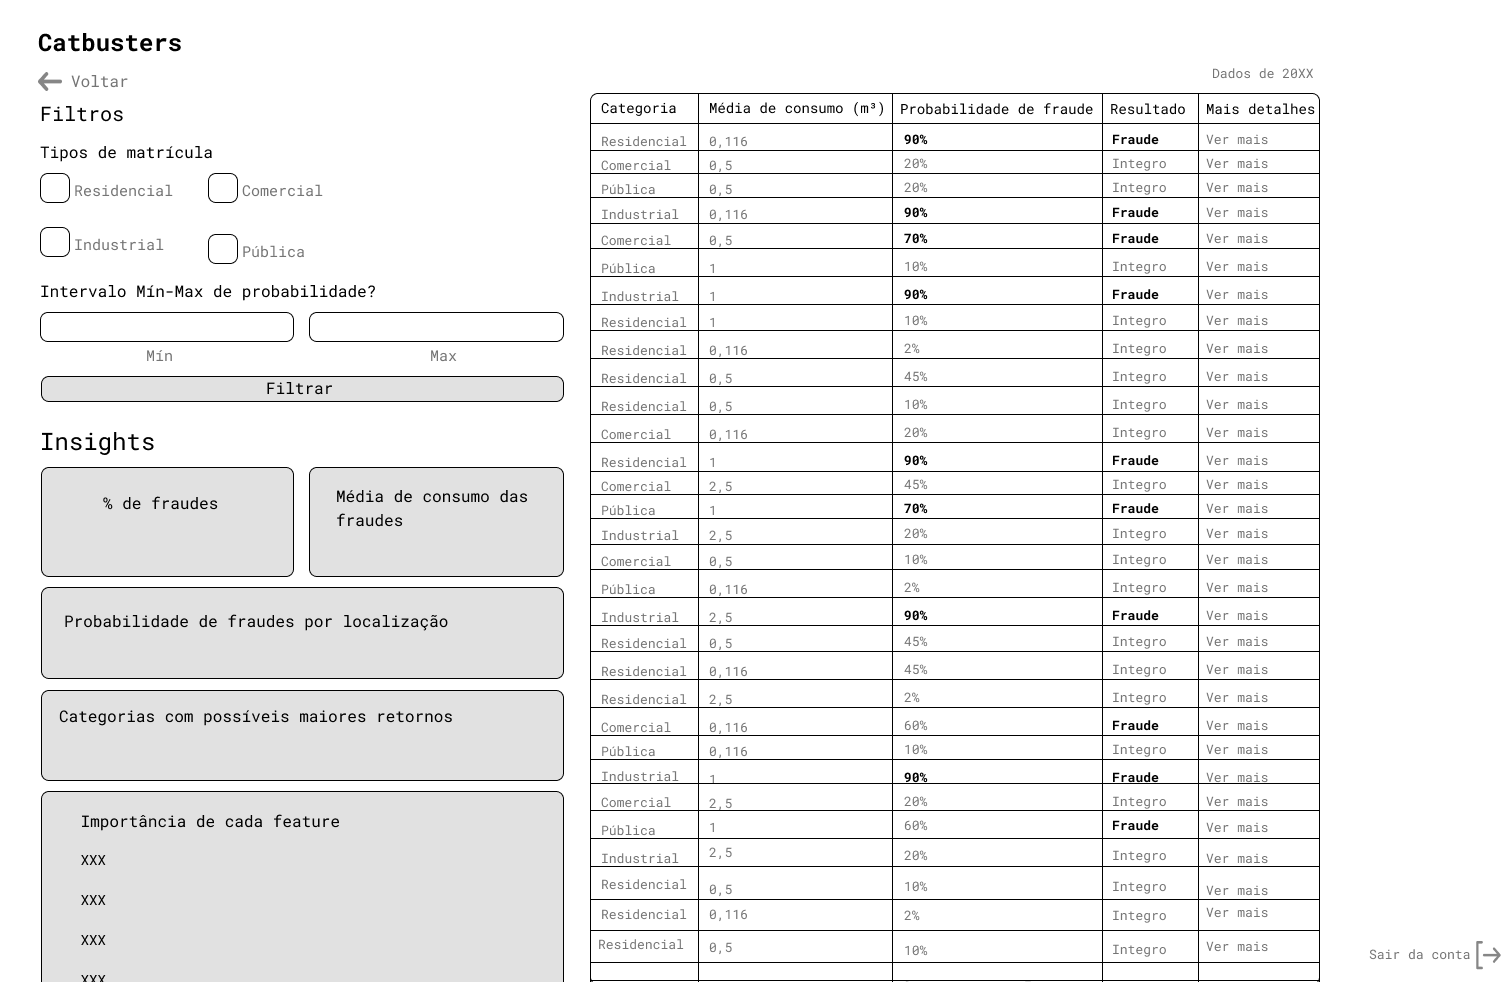 Catbusters
Voltar
Filtros
Tipos de matrícula
Residencial Comercial
Industrial Pública
Intervalo Mín-Max de probabilidade?
Mín Max
Filtrar
Insights
% de fraudes
Média de consumo das
fraudes
Probabilidade de fraudes por localização
Categorias com possíveis maiores retornos
Importância de cada feature
XXX
XXX
XXX
XXX
Dados de 20XX
Categoria Média de consumo (m³) Probabilidade de fraude Resultado Mais detalhes
Residencial 0,116 90% Fraude Ver mais
Comercial 0,5 20% Integro Ver mais
Pública 0,5 20% Integro Ver mais
Industrial 0,116 90% Fraude Ver mais
Comercial 0,5 70% Fraude Ver mais
Pública 1 10% Integro Ver mais
Industrial 1 90% Fraude Ver mais
Residencial 1 10% Integro Ver mais
Residencial 0,116 2% Integro Ver mais
Residencial 0,5 45% Integro Ver mais
Residencial 0,5 10% Integro Ver mais
Comercial 0,116 20% Integro Ver mais
Residencial 1 90% Fraude Ver mais
Comercial 2,5 45% Integro Ver mais
Pública 1 70% Fraude Ver mais
Industrial 2,5 20% Integro Ver mais
Comercial 0,5 10% Integro Ver mais
Pública 0,116 2% Integro Ver mais
Industrial 2,5 90% Fraude Ver mais
Residencial 0,5 45% Integro Ver mais
Residencial 0,116 45% Integro Ver mais
Residencial 2,5 2% Integro Ver mais
Comercial 0,116 60% Fraude Ver mais
Pública 0,116 10% Integro Ver mais
Industrial 1 90% Fraude Ver mais
Comercial 2,5 20% Integro Ver mais
Pública 1 60% Fraude Ver mais
Industrial 2,5 20% Integro Ver mais
Residencial 0,5 10% Integro Ver mais
Residencial 0,116 2% Integro Ver mais
Residencial 0,5 10% Integro Ver mais
Sair da conta